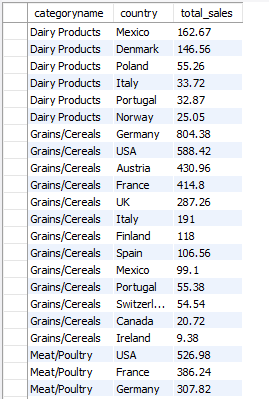 categoryname country total_sales
Dairy Products Mexico 162.67
Dairy Products Denmark 146.56
Dairy Products Poland 55.26
Dairy Products Italy 33.72
Dairy Products Portugal 32.87
Dairy Products Norway 25.05
Grains/Cereals Germany 804.38
Grains/Cereals USA 588.42
Grains/Cereals Austria 430.96
Grains/Cereals France 414.8
Grains/Cereals UK 287.26
Grains/Cereals Italy 191
Grains/Cereals Finland 118
Grains/Cereals Spain 106.56
Grains/Cereals Mexico 99.1
Grains/Cereals Portugal 55.38
Grains/Cereals Switzerl... 54.54
Grains/Cereals Canada 20.72
Grains/Cereals Ireland 9.38
Meat/Poultry USA 526.98
Meat/Poultry France 386.24
Meat/Poultry Germany 307.82